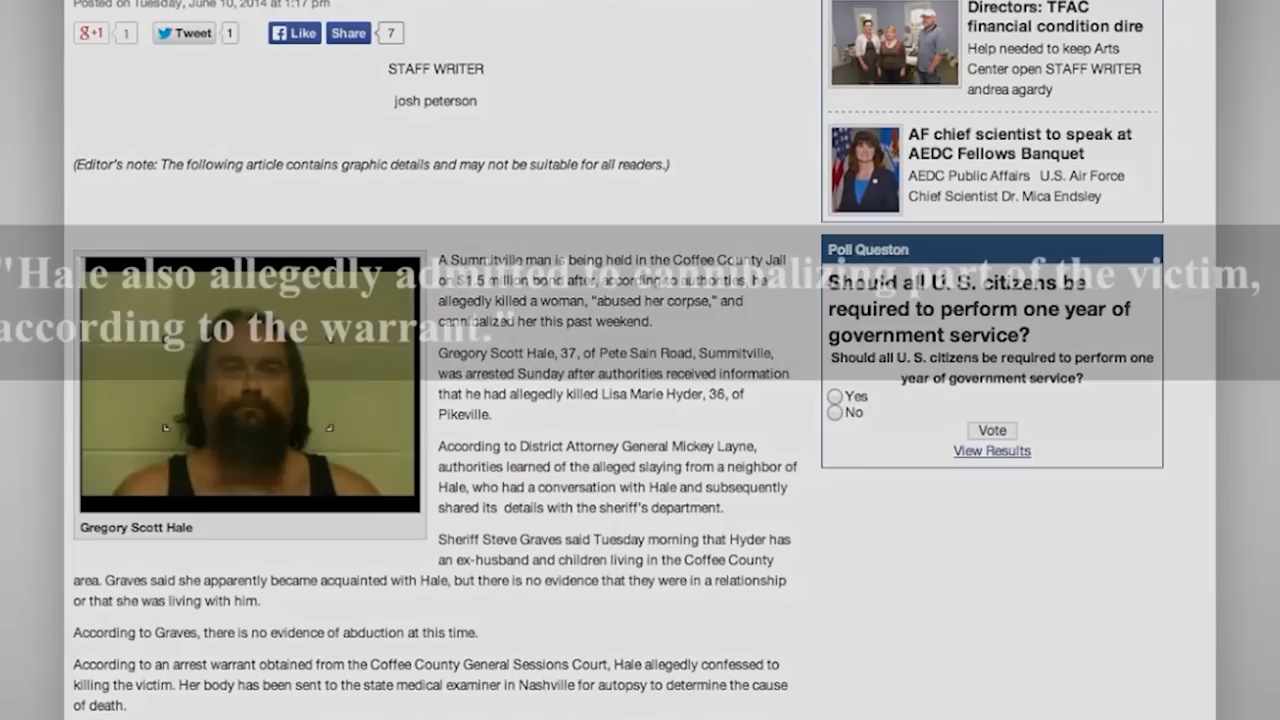 Posted on Tuesday, June 10, 2014 at 1:17 pm
g+1 1 Tweet 1 Like Share 7
STAFF WRITER
josh peterson
(Editor's note: The following article contains graphic details and may not be suitable for all readers.)
"Hale also allegedly admitted to cannibalizing part of the victim,
according to the warrant."
A Summitville man is being held in the Coffee County Jail
on $1.5 million bond after, according to authorities, he
allegedly killed a woman, "abused her corpse," and
cannibalized her this past weekend.
Gregory Scott Hale, 37, of Pete Sain Road, Summitville,
was arrested Sunday after authorities received information
that he had allegedly killed Lisa Marie Hyder, 36, of
Pikeville.
According to District Attorney General Mickey Layne,
authorities learned of the alleged slaying from a neighbor of
Hale, who had a conversation with Hale and subsequently
shared its details with the sheriff's department.
Gregory Scott Hale
Sheriff Steve Graves said Tuesday morning that Hyder has
an ex-husband and children living in the Coffee County
area. Graves said she apparently became acquainted with Hale, but there is no evidence that they were in a relationship
or that she was living with him.
According to Graves, there is no evidence of abduction at this time.
According to an arrest warrant obtained from the Coffee County General Sessions Court, Hale allegedly confessed to
killing the victim. Her body has been sent to the state medical examiner in Nashville for autopsy to determine the cause
of death.
Directors: TFAC
financial condition dire
Help needed to keep Arts
Center open STAFF WRITER
andrea agardy
AF chief scientist to speak at
AEDC Fellows Banquet
AEDC Public Affairs U.S. Air Force
Chief Scientist Dr. Mica Endsley
Poll Queston
Should all U. S. citizens be
required to perform one year of
government service?
Should all U. S. citizens be required to perform one
year of government service?
Yes
No
Vote
View Results